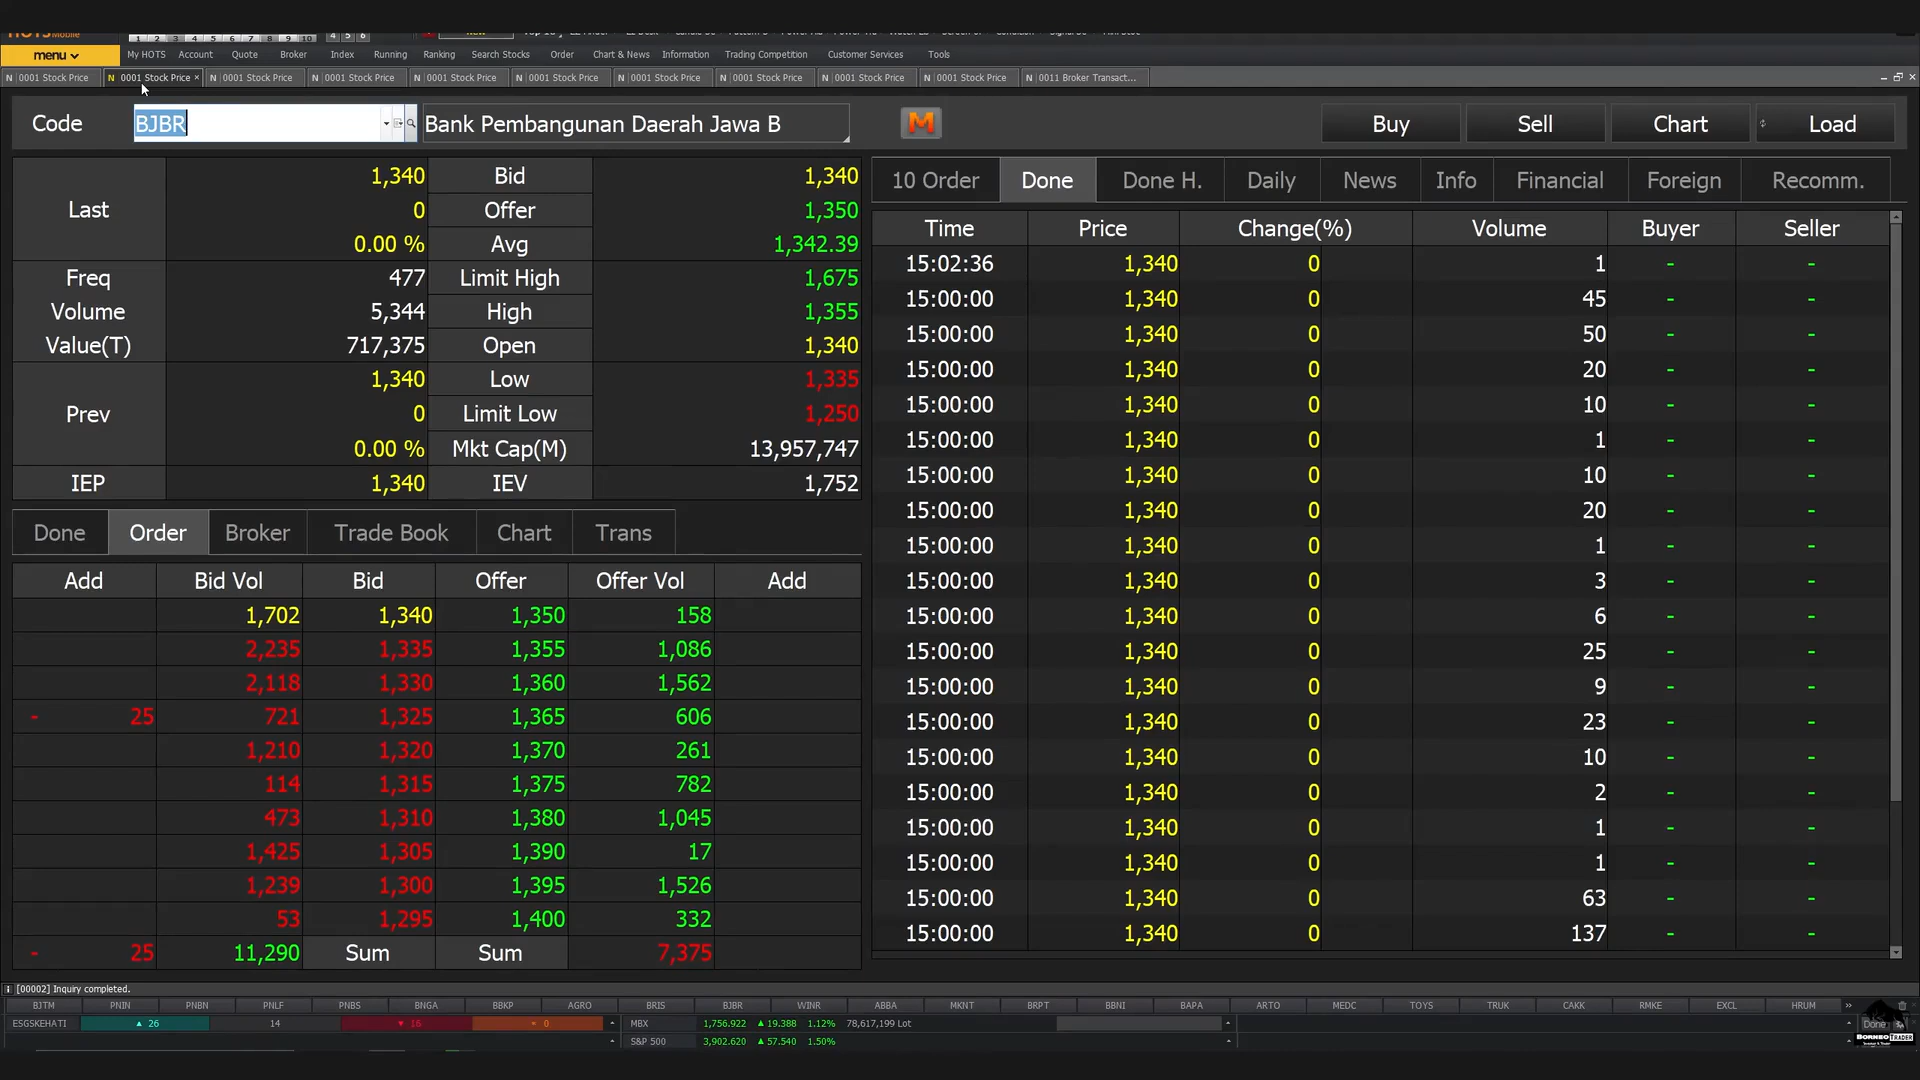 1 2 3 4 5 6 7 8 9 10 4 5 6
menu My HOTS Account Quote Broker Index Running Ranking Search Stocks Order Chart & News Information Trading Competition Customer Services Tools
N 0001 Stock Price N 0001 Stock Price × N 0001 Stock Price N 0001 Stock Price N 0001 Stock Price N 0001 Stock Price N 0001 Stock Price N 0001 Stock Price N 0001 Stock Price N 0001 Stock Price N 0011 Broker Transact...
Code BJBR Bank Pembangunan Daerah Jawa B Buy Sell Chart Load
Last 1,340 Bid 1,340
0 Offer 1,350
0.00 % Avg 1,342.39
Freq 477 Limit High 1,675
Volume 5,344 High 1,355
Value(T) 717,375 Open 1,340
Prev 1,340 Low 1,335
0 Limit Low 1,250
0.00 % Mkt Cap(M) 13,957,747
IEP 1,340 IEV 1,752
Done Order Broker Trade Book Chart Trans
Add Bid Vol Bid Offer Offer Vol Add
1,702 1,340 1,350 158
2,235 1,335 1,355 1,086
2,118 1,330 1,360 1,562
- 25 721 1,325 1,365 606
1,210 1,320 1,370 261
114 1,315 1,375 782
473 1,310 1,380 1,045
1,425 1,305 1,390 17
1,239 1,300 1,395 1,526
53 1,295 1,400 332
- 25 11,290 Sum Sum 7,375
10 Order Done Done H. Daily News Info Financial Foreign Recomm.
Time Price Change(%) Volume Buyer Seller
15:02:36 1,340 0 1 - -
15:00:00 1,340 0 45 - -
15:00:00 1,340 0 50 - -
15:00:00 1,340 0 20 - -
15:00:00 1,340 0 10 - -
15:00:00 1,340 0 1 - -
15:00:00 1,340 0 10 - -
15:00:00 1,340 0 20 - -
15:00:00 1,340 0 1 - -
15:00:00 1,340 0 3 - -
15:00:00 1,340 0 6 - -
15:00:00 1,340 0 25 - -
15:00:00 1,340 0 9 - -
15:00:00 1,340 0 23 - -
15:00:00 1,340 0 10 - -
15:00:00 1,340 0 2 - -
15:00:00 1,340 0 1 - -
15:00:00 1,340 0 1 - -
15:00:00 1,340 0 63 - -
15:00:00 1,340 0 137 - -
[00002] Inquiry completed.
BJTM PNIN PNBN PNLF PNBS BNGA BBKP AGRO BRIS BJBR WINR ABBA MKNT BRPT BBNI BAPA ARTO MEDC TOYS TRUK CAKK RMKE EXCL HRUM »
ESGSKEHATI ▲ 26 14 ▼ 16 0 MBX 1,756.922 ▲ 19.388 1.12% 78,617,199 Lot Done
S&P 500 3,902.620 ▲ 57.540 1.50% BORNEO TRADER